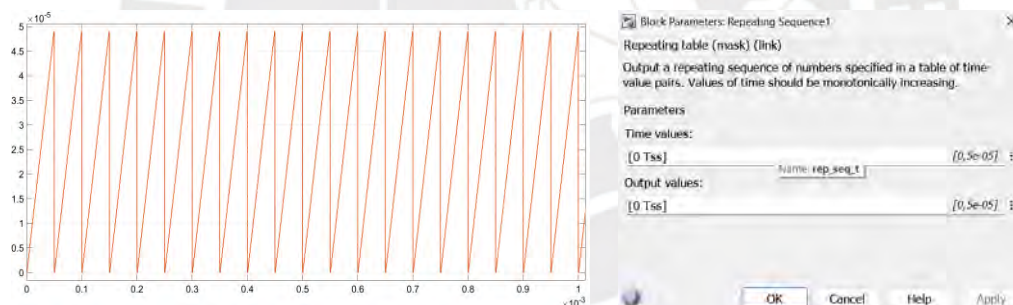 ×10⁻⁵
5
4.5
4
3.5
3
2.5
2
1.5
1
0.5
0
0 0.1 0.2 0.3 0.4 0.5 0.6 0.7 0.8 0.9 1
×10⁻³
Block Parameters: Repeating Sequence1
Repeating table (mask) (link)
Output a repeating sequence of numbers specified in a table of time-
value pairs. Values of time should be monotonically increasing.
Parameters
Time values:
[0 Tss] [0,5e-05]
Name: rep_seq_t
Output values:
[0 Tss] [0,5e-05]
OK Cancel Help Apply